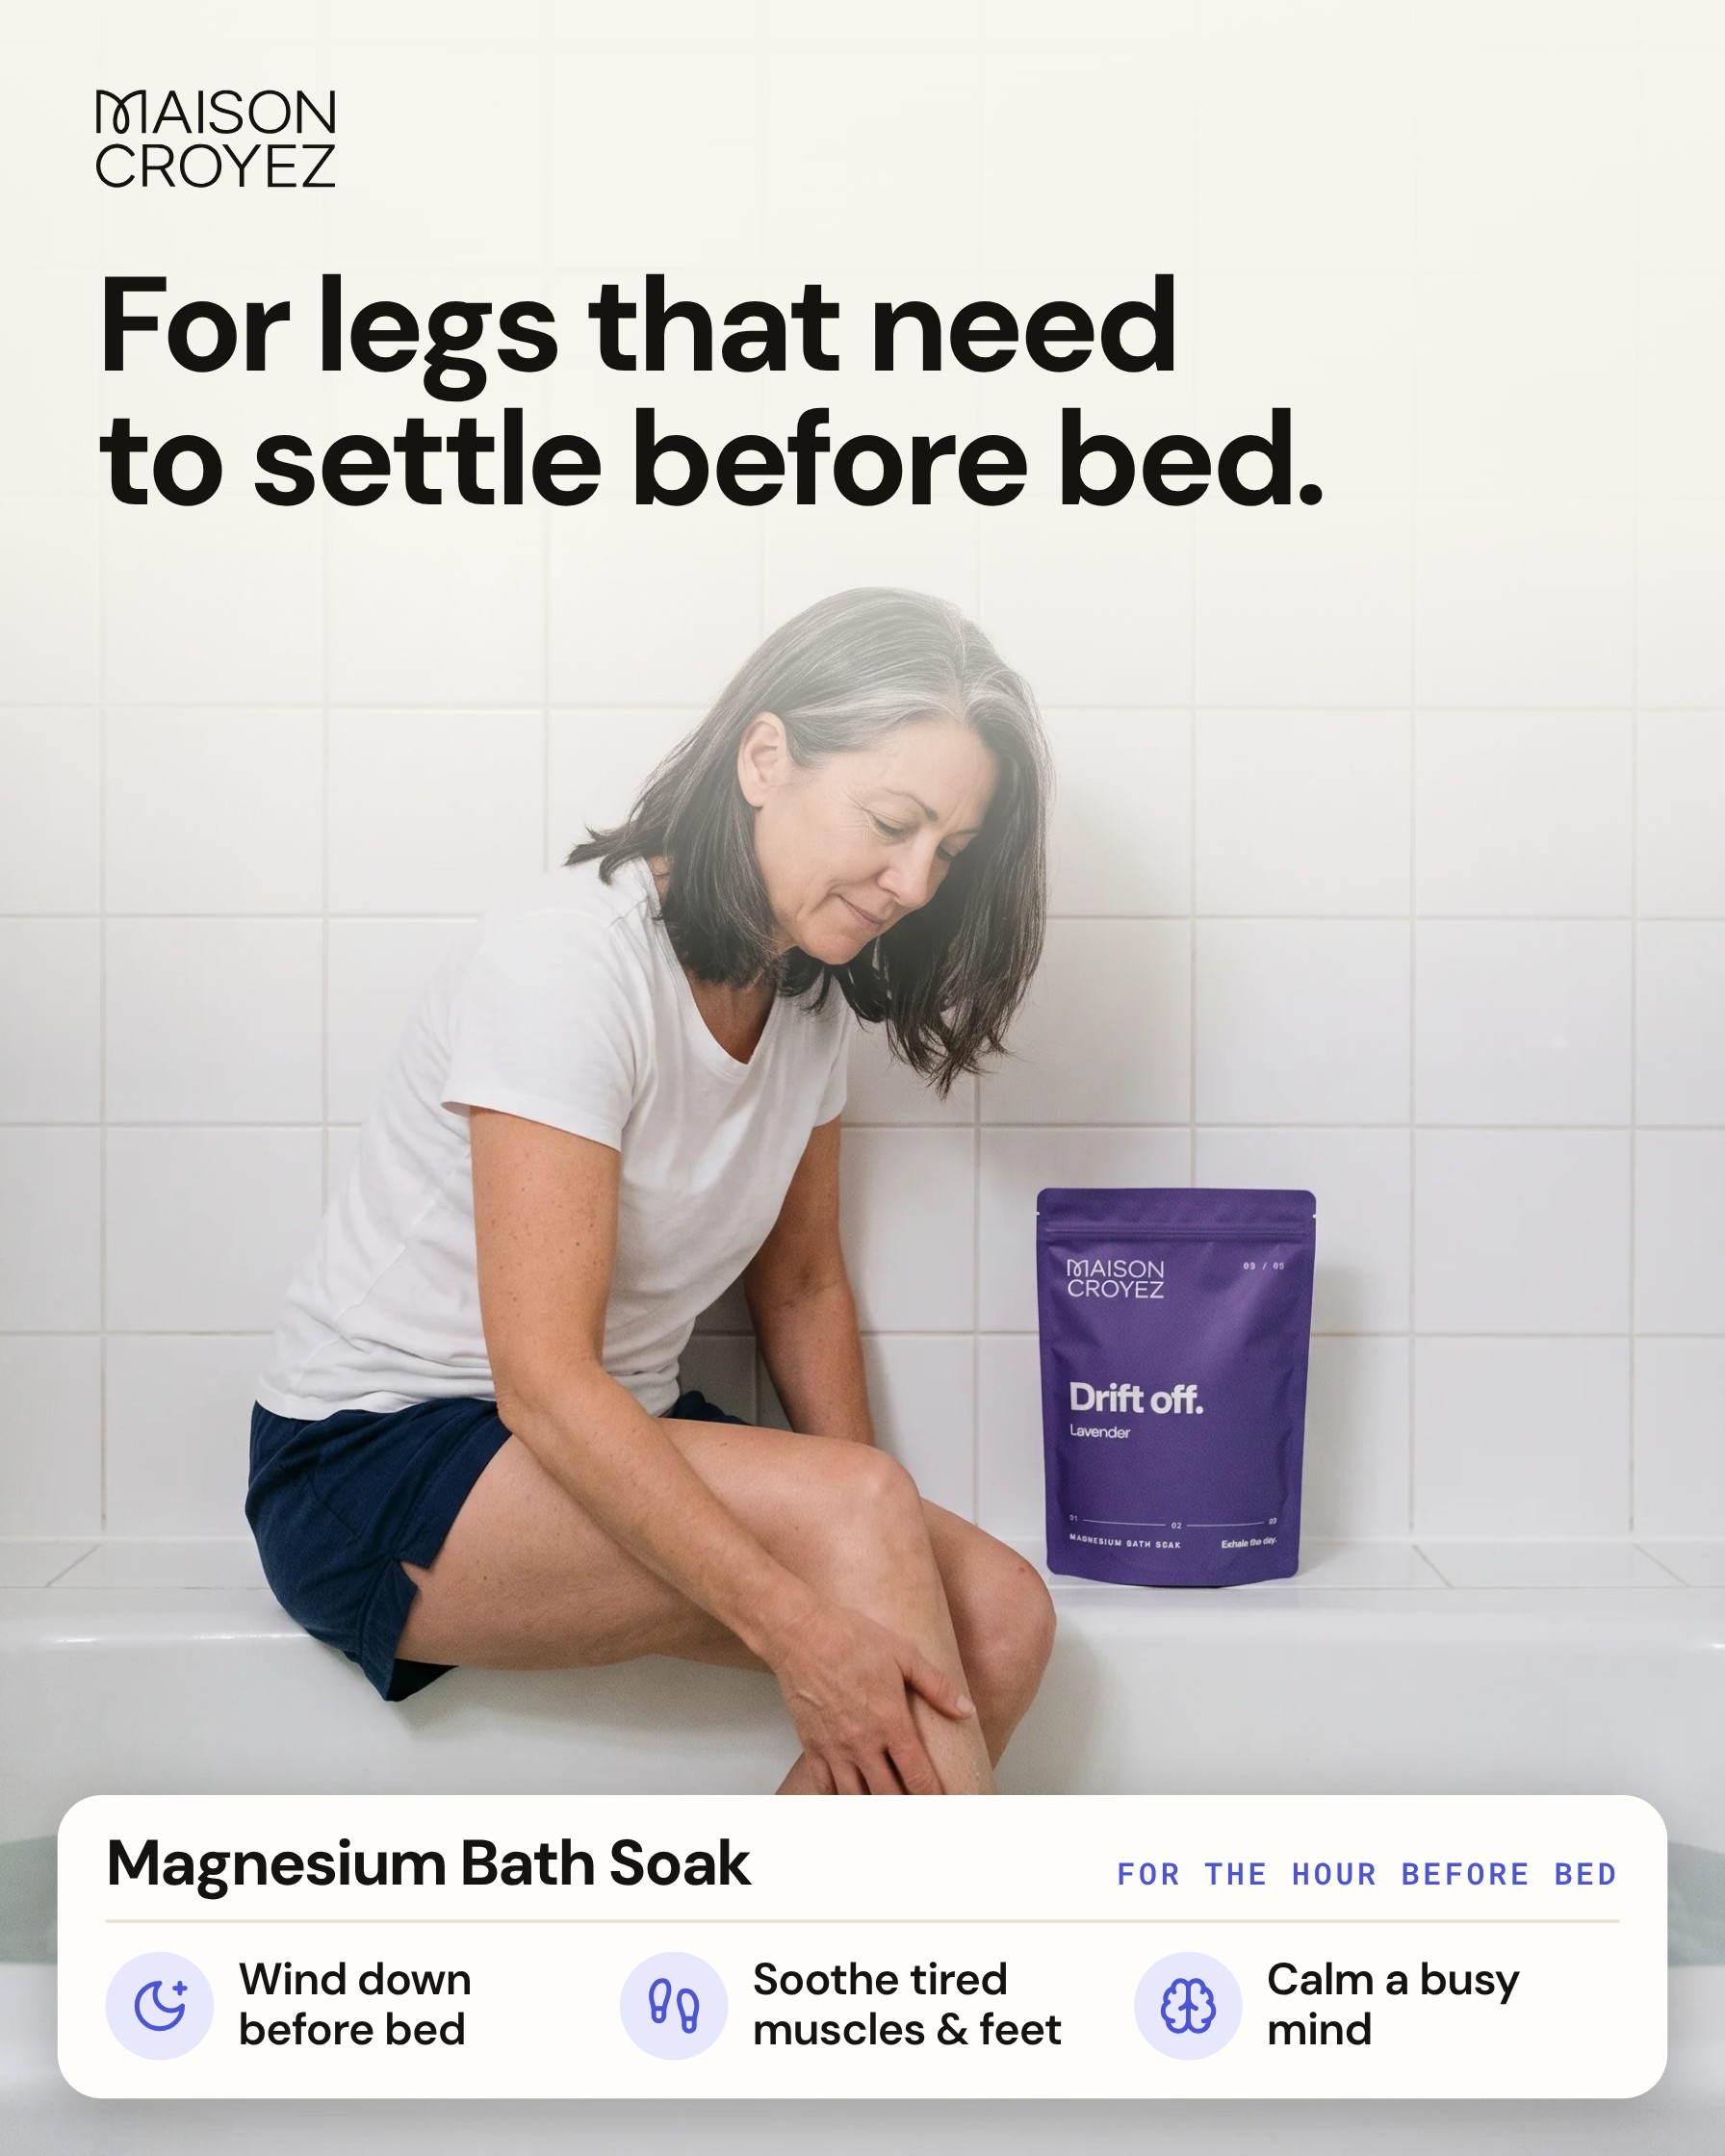 MAISON
CROYEZ
For legs that need
to settle before bed.
MAISON
CROYEZ
Drift off.
Lavender
01
02
MAGNESIUM BATH SOAK
Exhale the day.
Magnesium Bath Soak
FOR THE HOUR BEFORE BED
Wind down
before bed
Soothe tired
muscles & feet
Calm a busy
mind